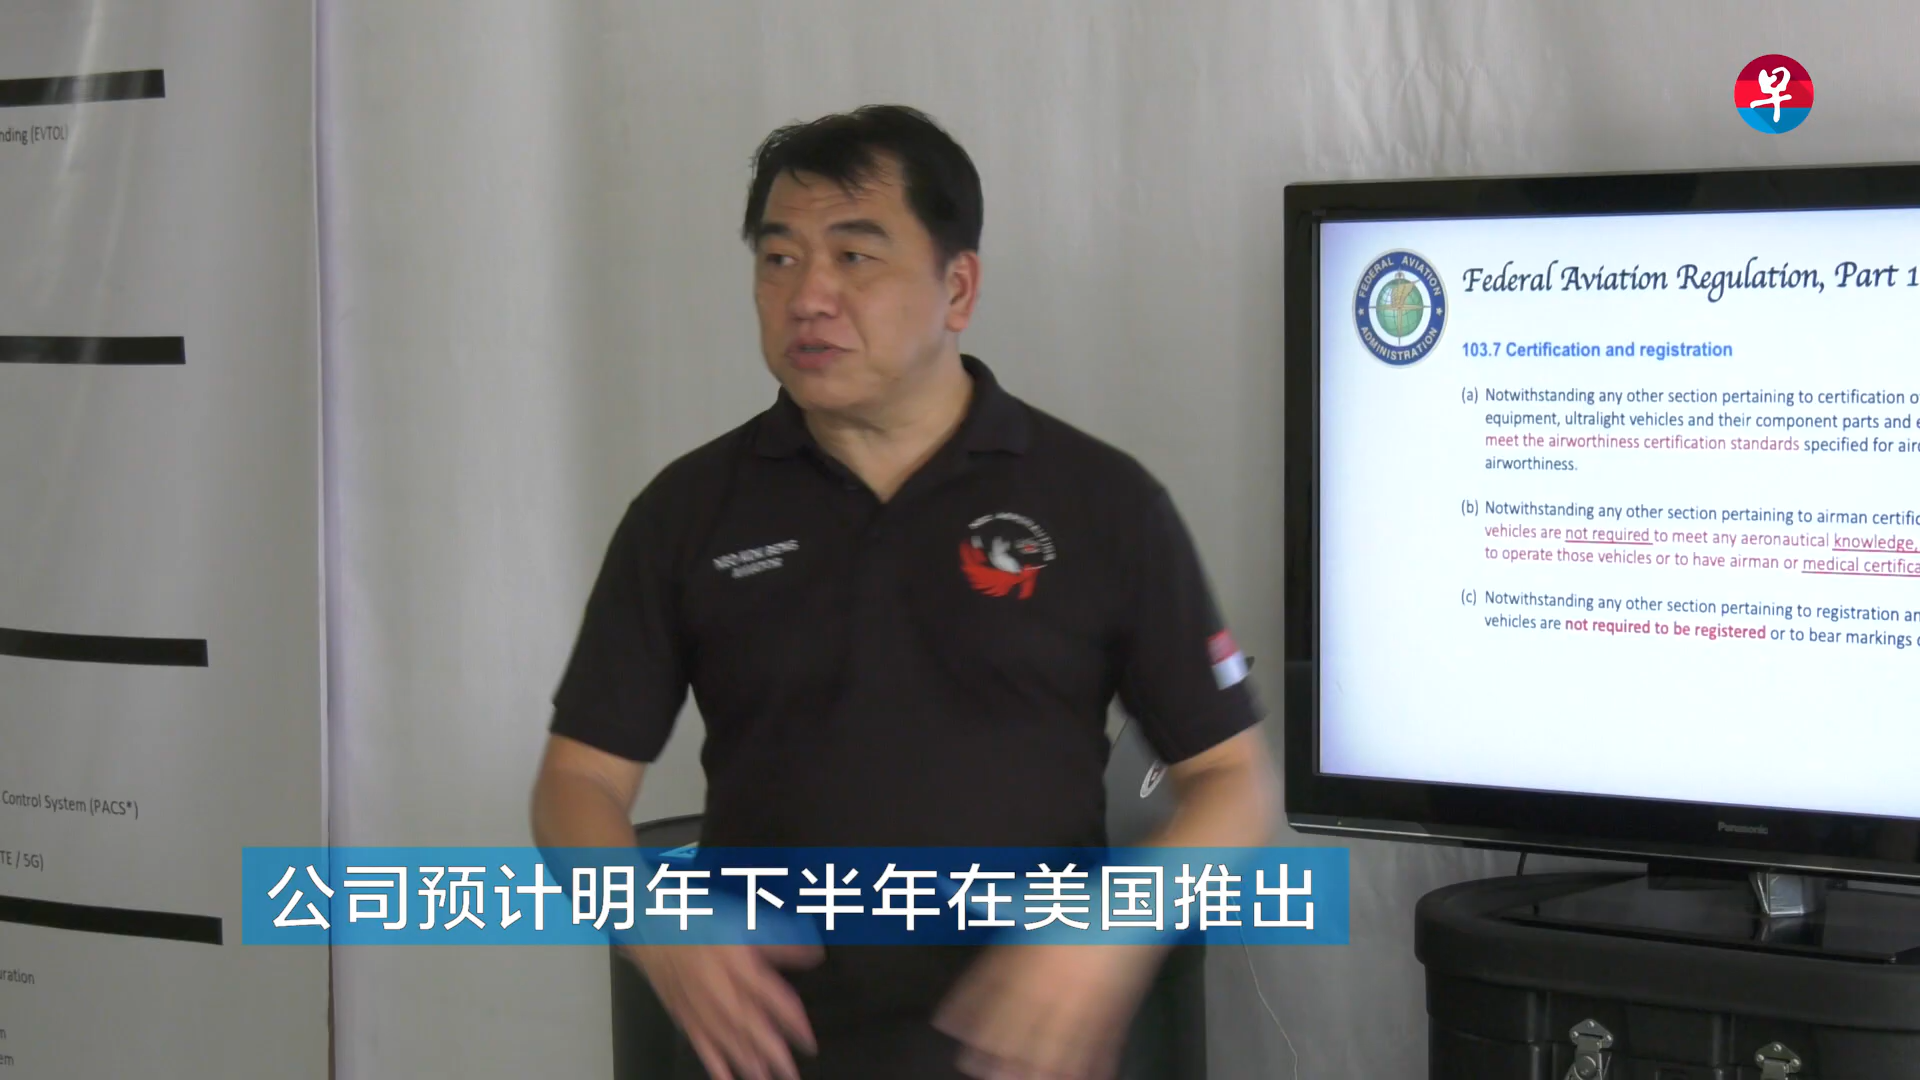 早
nding (EVTOL)
Control System (PACS*)
TE / 5G)
uration
em
FEDERAL AVIATION
ADMINISTRATION
Federal Aviation Regulation, Part 1
103.7 Certification and registration
(a) Notwithstanding any other section pertaining to certification o
equipment, ultralight vehicles and their component parts and e
meet the airworthiness certification standards specified for airc
airworthiness.
(b) Notwithstanding any other section pertaining to airman certific
vehicles are not required to meet any aeronautical knowledge,
to operate those vehicles or to have airman or medical certifica
(c) Notwithstanding any other section pertaining to registration an
vehicles are not required to be registered or to bear markings o
Panasonic
公司预计明年下半年在美国推出